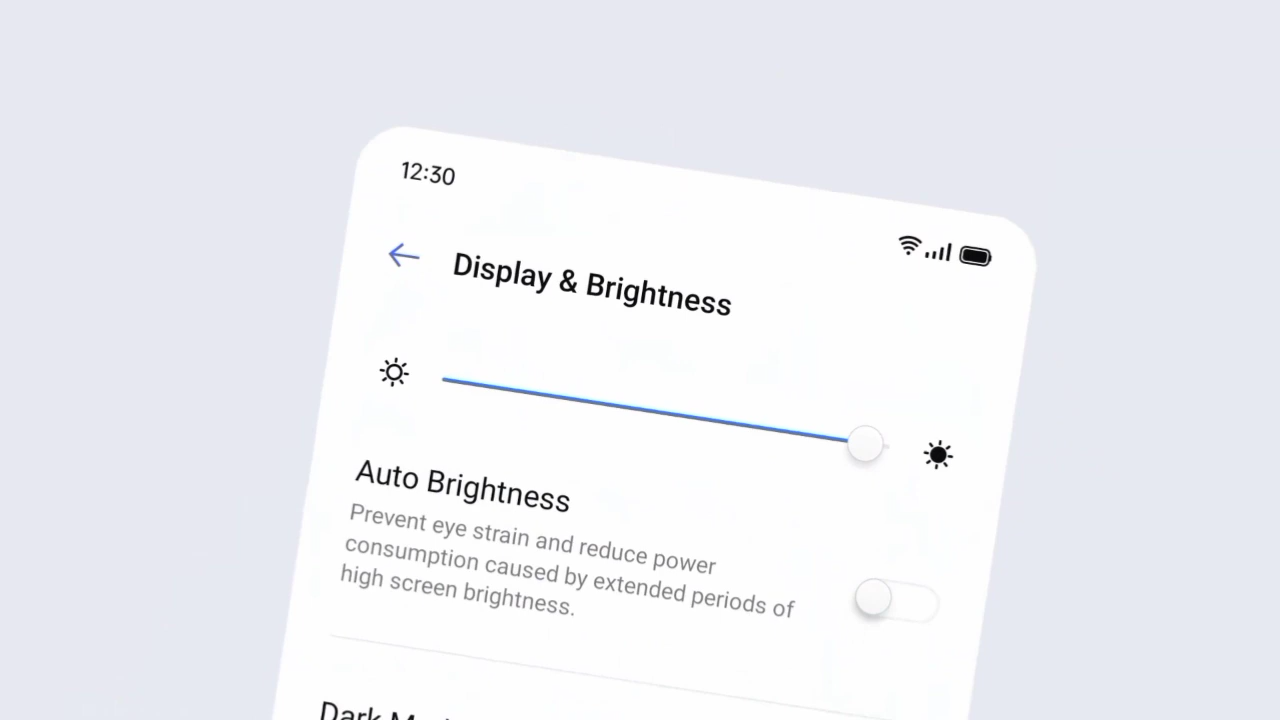 12:30
Display & Brightness
Auto Brightness
Prevent eye strain and reduce power
consumption caused by extended periods of
high screen brightness.
Dark